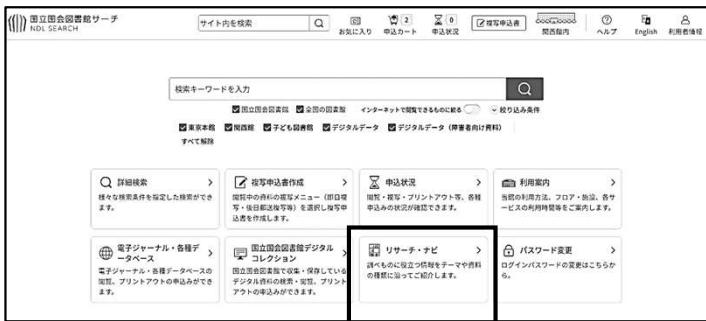 国立国会図書館サーチ
NDL SEARCH
サイト内を検索
お気に入り
2
申込カート
0
申込状況
複写申込書
関西館内
ヘルプ
English
利用者情報
検索キーワードを入力
国立国会図書館 全国の図書館 インターネットで閲覧できるものに絞る 絞り込み条件
東京本館 関西館 子ども図書館 デジタルデータ デジタルデータ（障害者向け資料）
すべて解除
詳細検索
様々な検索条件を指定した検索ができ
ます。
複写申込書作成
閲覧中の資料の複写メニュー（即日複
写・後日郵送複写等）を選択し複写申
込書を作成します。
申込状況
閲覧・複写・プリントアウト等、各種
申込みの状況が確認できます。
利用案内
当館の利用方法、フロア・施設、各サ
ービスの利用時間等をご案内します。
電子ジャーナル・各種デ
ータベース
電子ジャーナル・各種データベースの
閲覧、プリントアウトの申込みができ
ます。
国立国会図書館デジタル
コレクション
国立国会図書館で収集・保存している
デジタル資料の検索・閲覧、プリント
アウトの申込みができます。
リサーチ・ナビ
調べものに役立つ情報をテーマや資料
の種類に沿ってご紹介します。
パスワード変更
ログインパスワードの変更はこちらか
ら。